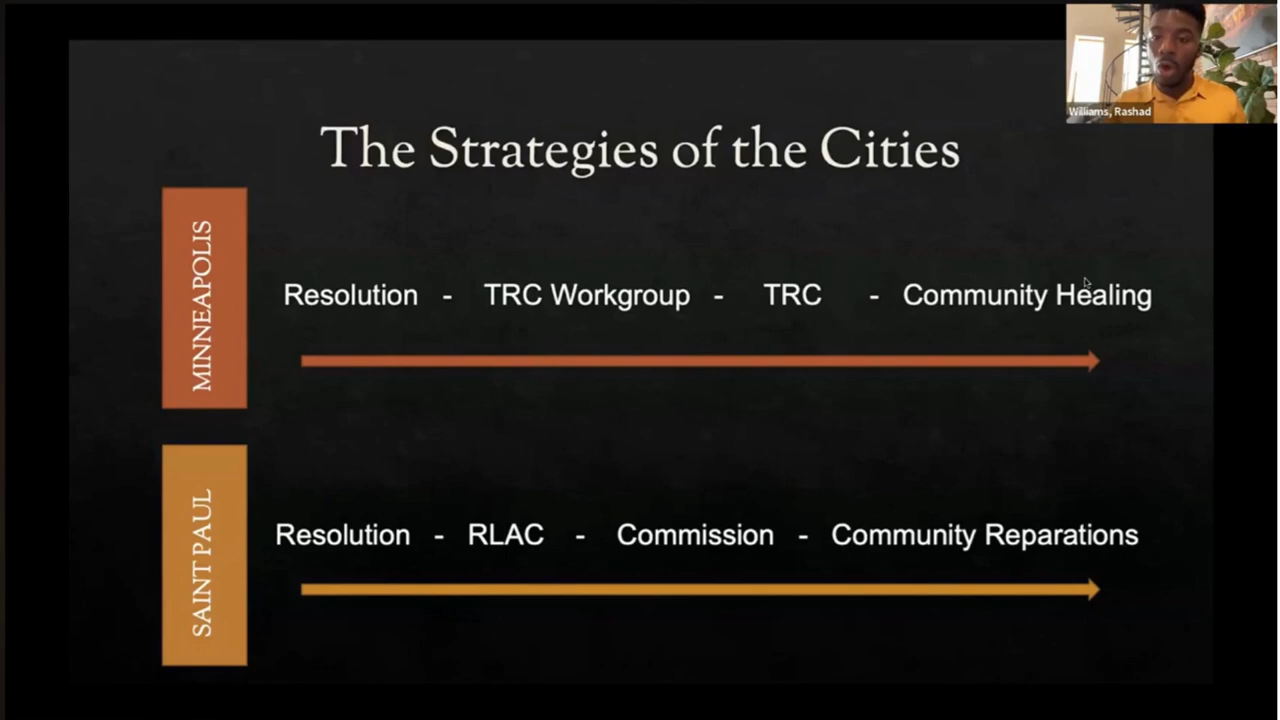 Williams, Rashad
The Strategies of the Cities
MINNEAPOLIS
Resolution - TRC Workgroup - TRC - Community Healing
SAINT PAUL
Resolution - RLAC - Commission - Community Reparations